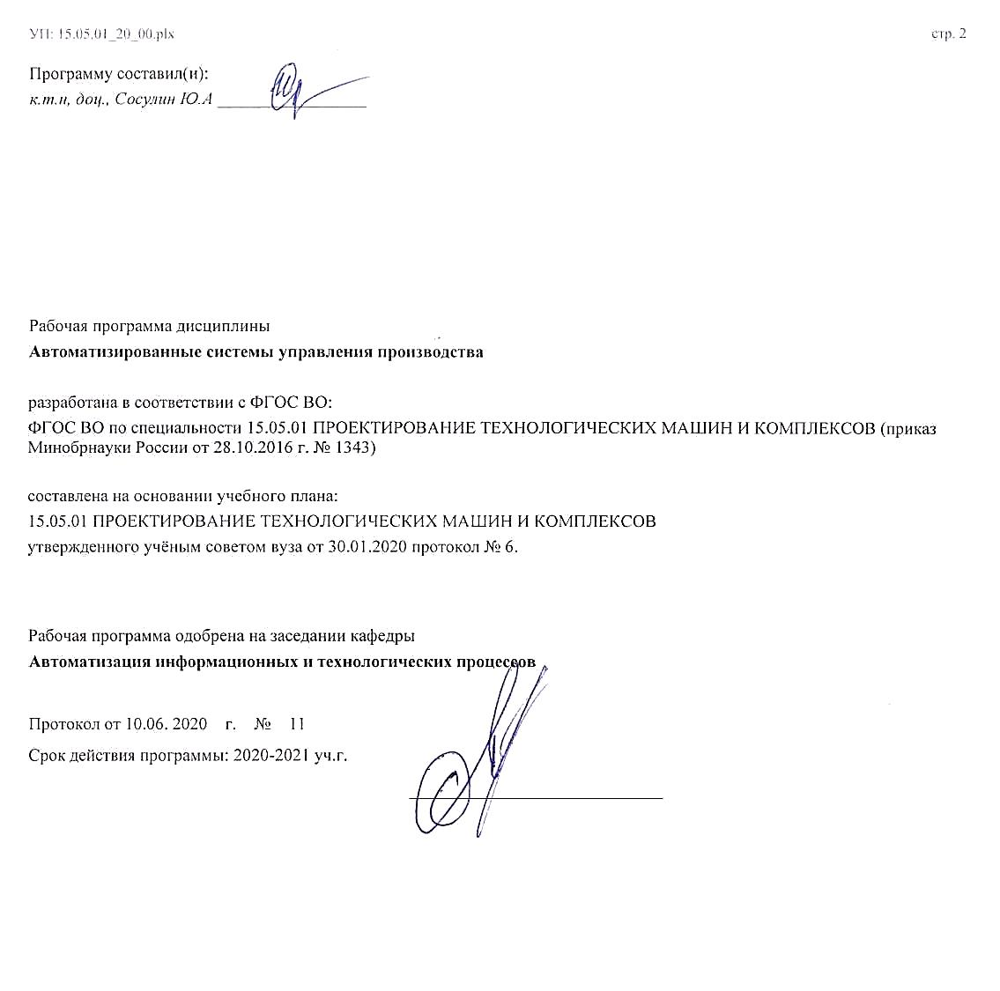 УП: 15.05.01_20_00.plx
стр. 2
Программу составил(и):
к.т.н, доц., Сосулин Ю.А
Рабочая программа дисциплины
Автоматизированные системы управления производства
разработана в соответствии с ФГОС ВО:
ФГОС ВО по специальности 15.05.01 ПРОЕКТИРОВАНИЕ ТЕХНОЛОГИЧЕСКИХ МАШИН И КОМПЛЕКСОВ (приказ
Минобрнауки России от 28.10.2016 г. № 1343)
составлена на основании учебного плана:
15.05.01 ПРОЕКТИРОВАНИЕ ТЕХНОЛОГИЧЕСКИХ МАШИН И КОМПЛЕКСОВ
утвержденного учёным советом вуза от 30.01.2020 протокол № 6.
Рабочая программа одобрена на заседании кафедры
Автоматизация информационных и технологических процессов
Протокол от 10.06. 2020 г. № 11
Срок действия программы: 2020-2021 уч.г.